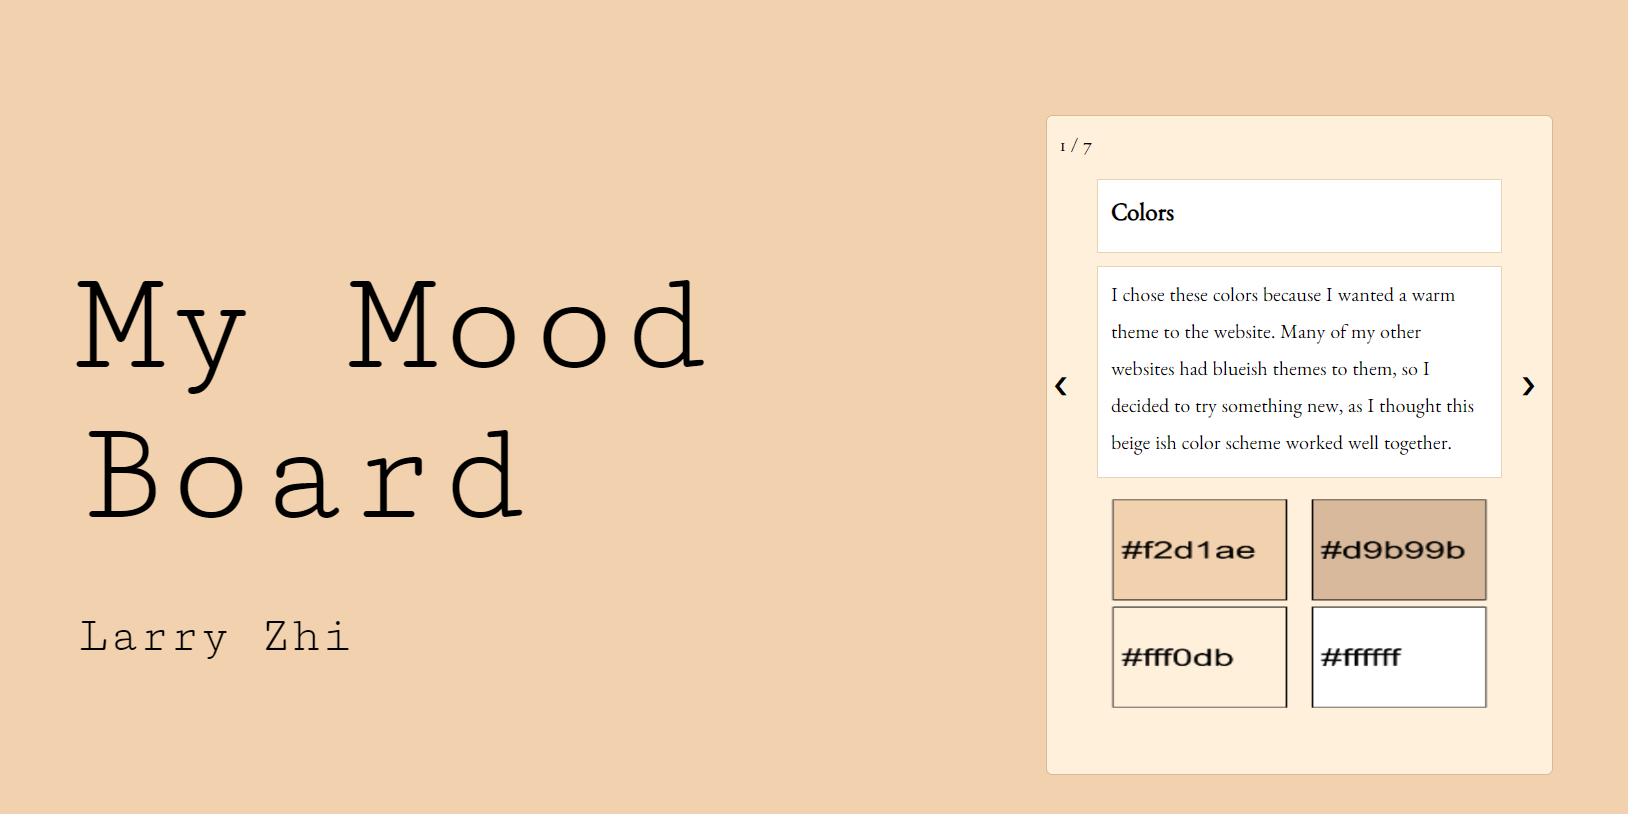 My Mood
Board
Larry Zhi
1 / 7
Colors
I chose these colors because I wanted a warm
theme to the website. Many of my other
websites had blueish themes to them, so I
decided to try something new, as I thought this
beige ish color scheme worked well together.
❮
❯
#f2d1ae
#d9b99b
#fff0db
#ffffff